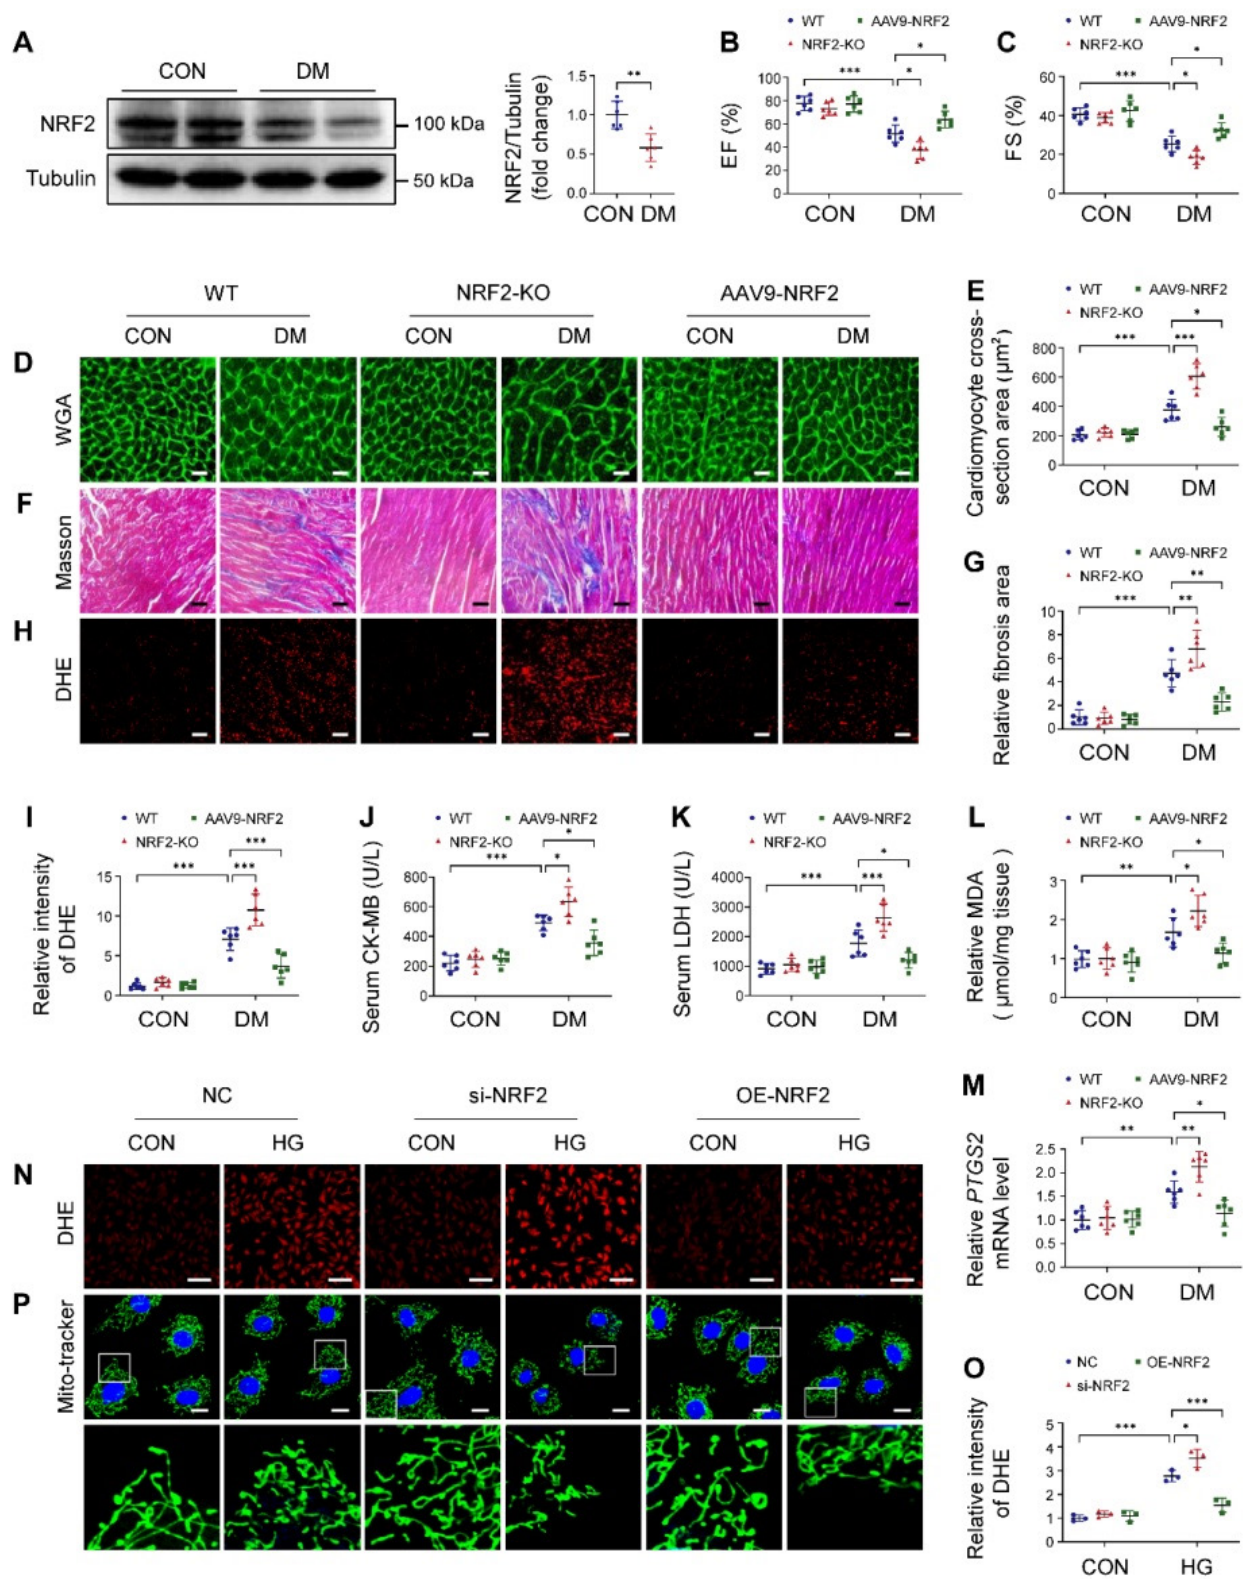 A
CON DM
NRF2
100 kDa
Tubulin
50 kDa
NRF2/Tubulin
(fold change)
1.5
1.0
0.5
0.0
**
CON DM
B
WT AAV9-NRF2
NRF2-KO
EF (%)
100
80
60
40
20
0
*** * *
CON DM
C
WT AAV9-NRF2
NRF2-KO
FS (%)
60
40
20
0
*** * *
CON DM
WT NRF2-KO AAV9-NRF2
CON DM CON DM CON DM
D
WGA
E
WT AAV9-NRF2
NRF2-KO
Cardiomyocyte cross-
section area (µm²)
800
600
400
200
0
*** *** *
CON DM
F
Masson
G
WT AAV9-NRF2
NRF2-KO
Relative fibrosis area
10
8
6
4
2
0
*** ** **
CON DM
H
DHE
I
WT AAV9-NRF2
NRF2-KO
Relative intensity
of DHE
15
10
5
0
*** *** ***
CON DM
J
WT AAV9-NRF2
NRF2-KO
Serum CK-MB (U/L)
800
600
400
200
0
*** * *
CON DM
K
WT AAV9-NRF2
NRF2-KO
Serum LDH (U/L)
4000
3000
2000
1000
0
*** *** *
CON DM
L
WT AAV9-NRF2
NRF2-KO
Relative MDA
( µmol/mg tissue )
3
2
1
0
** * *
CON DM
M
WT AAV9-NRF2
NRF2-KO
Relative PTGS2
mRNA level
2.5
2.0
1.5
1.0
0.5
0.0
** ** *
CON DM
NC si-NRF2 OE-NRF2
CON HG CON HG CON HG
N
DHE
P
Mito-tracker
O
NC OE-NRF2
si-NRF2
Relative intensity
of DHE
5
4
3
2
1
0
*** * ***
CON HG